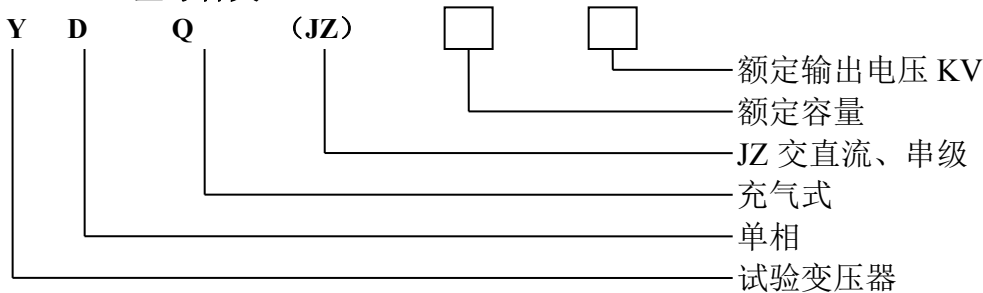 Y D Q （JZ）
额定输出电压 KV
额定容量
JZ 交直流、串级
充气式
单相
试验变压器